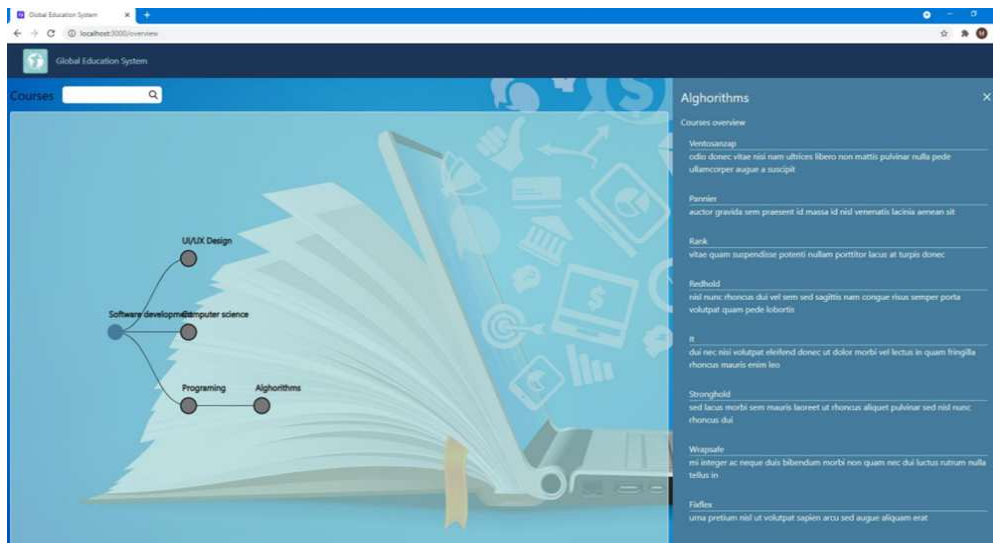 Global Education System
localhost:3000/overview
Global Education System
Courses
UI/UX Design
Software development
Computer science
Programing
Alghorithms
Alghorithms
Courses overview
Ventosanzap
odio donec vitae nisi nam ultrices libero non mattis pulvinar nulla pede
ullamcorper augue a suscipit
Pannier
auctor gravida sem praesent id massa id nisl venenatis lacinia aenean sit
Rank
vitae quam suspendisse potenti nullam porttitor lacus at turpis donec
Redhold
nisl nunc rhoncus dui vel sem sed sagittis nam congue risus semper porta
volutpat quam pede lobortis
It
dui nec nisi volutpat eleifend donec ut dolor morbi vel lectus in quam fringilla
rhoncus mauris enim leo
Stronghold
sed lacus morbi sem mauris laoreet ut rhoncus aliquet pulvinar sed nisl nunc
rhoncus dui
Wrapsafe
mi integer ac neque duis bibendum morbi non quam nec dui luctus rutrum nulla
tellus in
Fixflex
urna pretium nisl ut volutpat sapien arcu sed augue aliquam erat